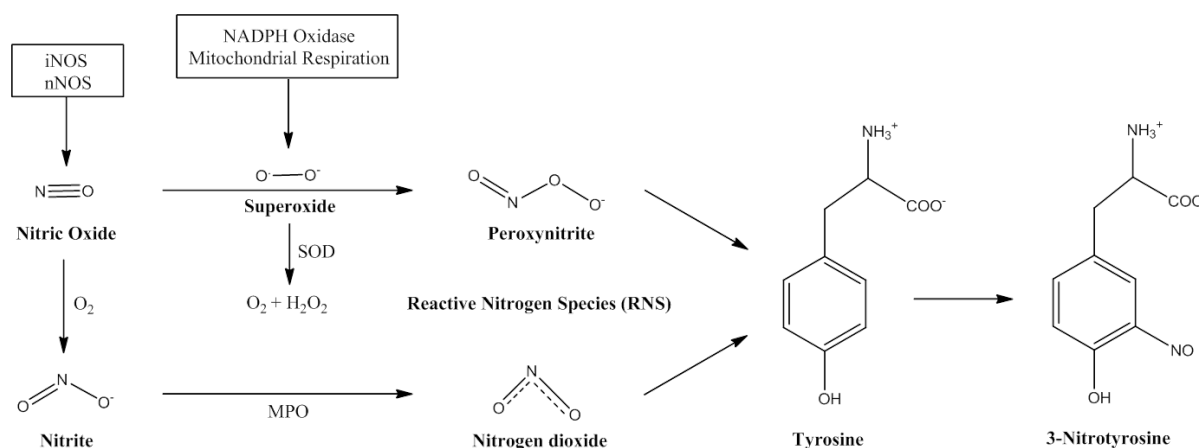 iNOS
nNOS
NADPH Oxidase
Mitochondrial Respiration
N O
Nitric Oxide
O· O⁻
Superoxide
O N O O⁻
Peroxynitrite
SOD
O₂ + H₂O₂
O₂
Reactive Nitrogen Species (RNS)
O N O⁻
Nitrite
MPO
O N O
Nitrogen dioxide
NH₃⁺
COO⁻
OH
Tyrosine
NH₃⁺
COO
NO
OH
3-Nitrotyrosine